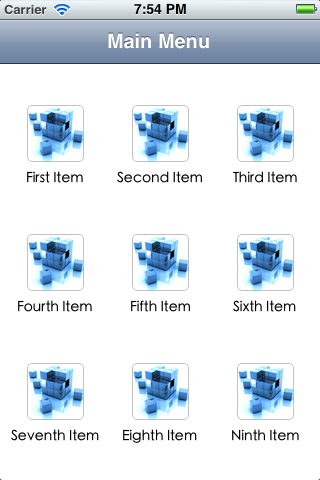 Carrier 7:54 PM
Main Menu
First Item Second Item Third Item
Fourth Item Fifth Item Sixth Item
Seventh Item Eighth Item Ninth Item